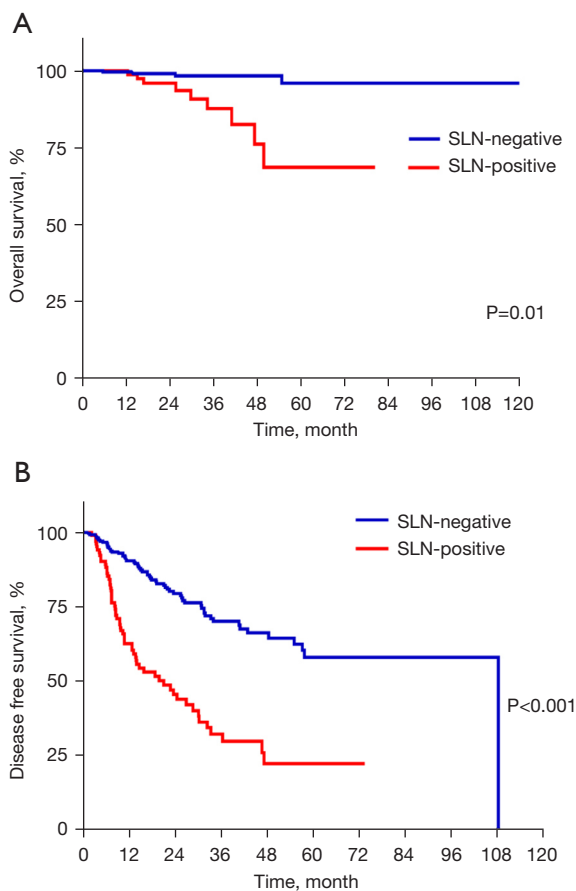 A
100
75
50
25
0
Overall survival, %
SLN-negative
SLN-positive
P=0.01
0 12 24 36 48 60 72 84 96 108 120
Time, month
B
100
75
50
25
0
Disease free survival, %
SLN-negative
SLN-positive
P<0.001
0 12 24 36 48 60 72 84 96 108 120
Time, month